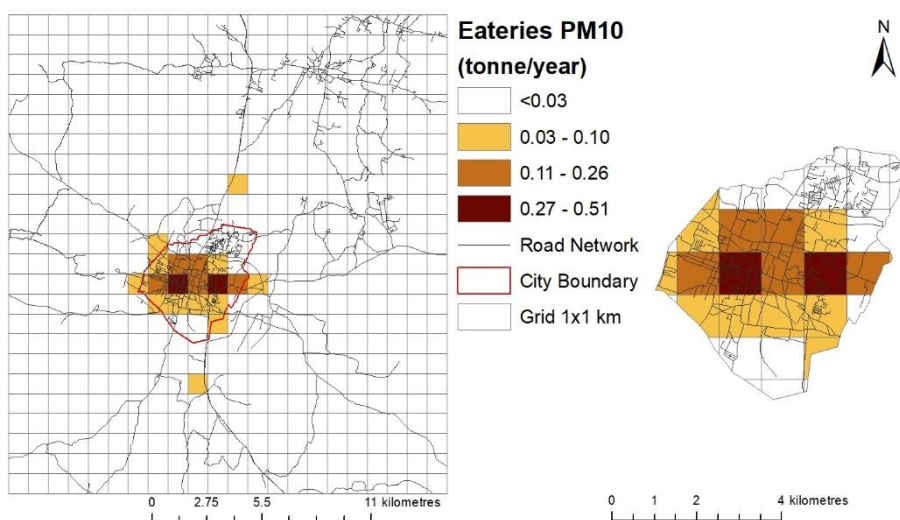 Eateries PM10
(tonne/year)
<0.03
0.03 - 0.10
0.11 - 0.26
0.27 - 0.51
Road Network
City Boundary
Grid 1x1 km
N
0 2.75 5.5 11 kilometres
0 1 2 4 kilometres